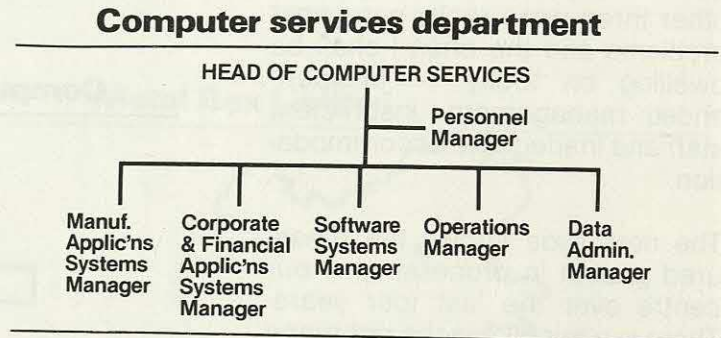 Computer services department
HEAD OF COMPUTER SERVICES
Personnel
Manager
Manuf.
Applic'ns
Systems
Manager
Corporate
& Financial
Applic'ns
Systems
Manager
Software
Systems
Manager
Operations
Manager
Data
Admin.
Manager